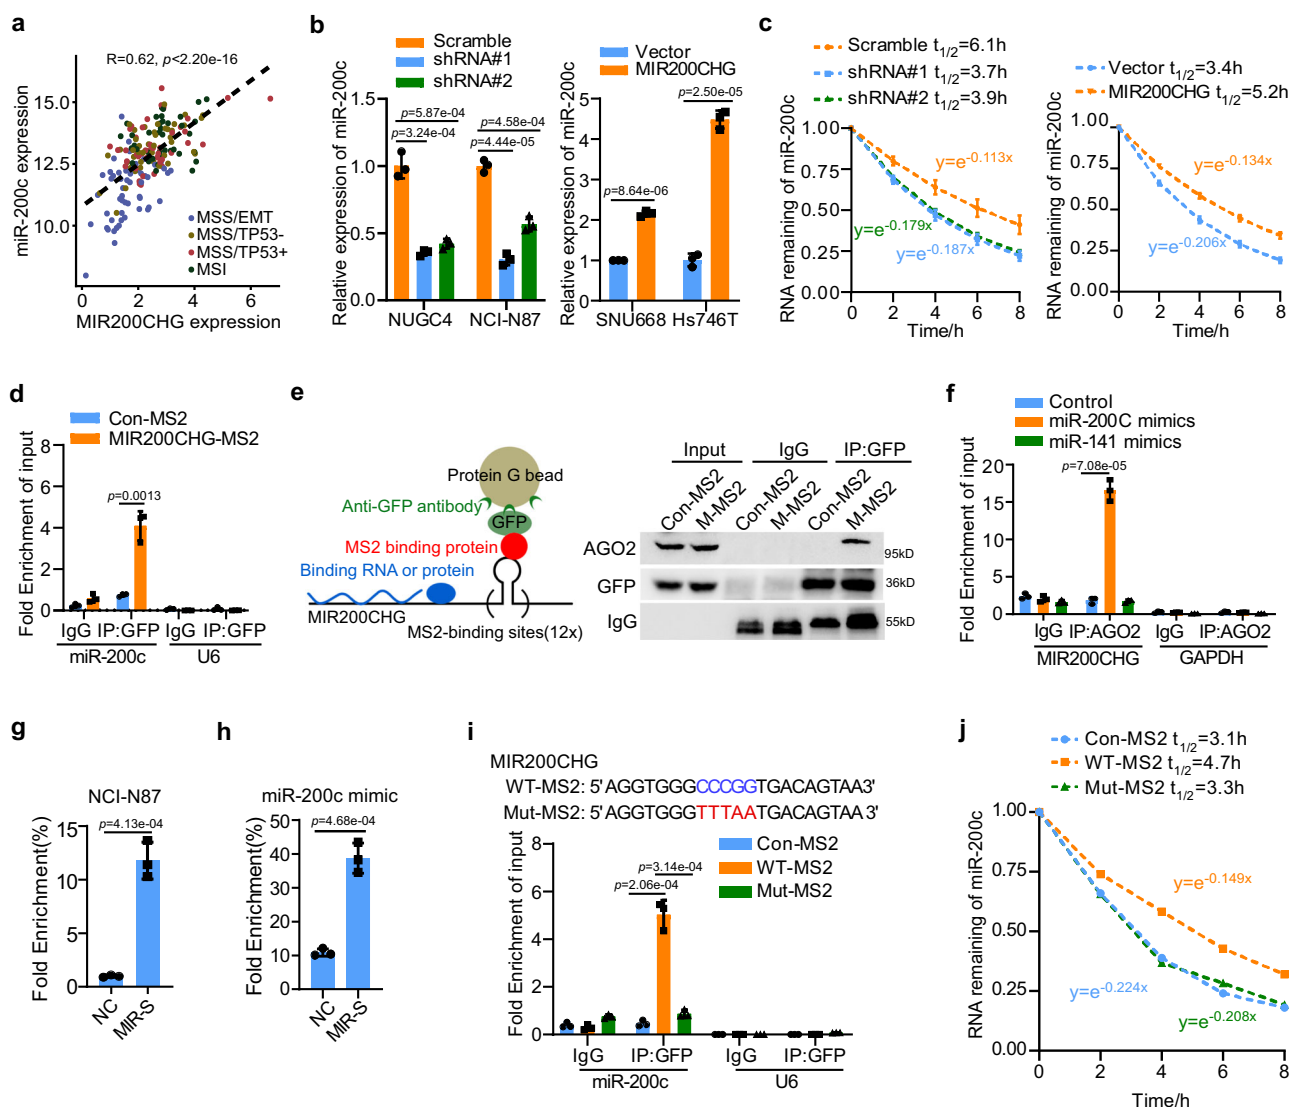 a
R=0.62, p<2.20e-16
miR-200c expression
15.0
12.5
10.0
MSS/EMT
MSS/TP53-
MSS/TP53+
MSI
0 2 4 6
MIR200CHG expression
b
Scramble
shRNA#1
shRNA#2
Relative expression of miR-200c
1.5
1.0
0.5
0.0
p=5.87e-04
p=3.24e-04
p=4.58e-04
p=4.44e-05
NUGC4 NCI-N87
Vector
MIR200CHG
Relative expression of miR-200c
5
4
3
2
1
0
p=2.50e-05
p=8.64e-06
SNU668 Hs746T
c
Scramble t1/2=6.1h
shRNA#1 t1/2=3.7h
shRNA#2 t1/2=3.9h
RNA remaining of miR-200c
1.00
0.75
0.50
0.25
0.00
y=e-0.113x
y=e-0.179x
y=e-0.187x
0 2 4 6 8
Time/h
Vector t1/2=3.4h
MIR200CHG t1/2=5.2h
RNA remaining of miR-200c
1.00
0.75
0.50
0.25
0.00
y=e-0.134x
y=e-0.206x
0 2 4 6 8
Time/h
d
Con-MS2
MIR200CHG-MS2
Fold Enrichment of input
8
6
4
2
0
p=0.0013
IgG IP:GFP IgG IP:GFP
miR-200c U6
e
Protein G bead
Anti-GFP antibody
GFP
MS2 binding protein
Binding RNA or protein
MIR200CHG
MS2-binding sites(12x)
Input IgG IP:GFP
Con-MS2 M-MS2 Con-MS2 M-MS2 Con-MS2 M-MS2
AGO2 95kD
GFP 36kD
IgG 55kD
f
Control
miR-200C mimics
miR-141 mimics
Fold Enrichment of input
20
15
10
5
0
p=7.08e-05
IgG IP:AGO2 IgG IP:AGO2
MIR200CHG GAPDH
g
NCI-N87
Fold Enrichment(%)
15
10
5
0
p=4.13e-04
NC MIR-S
h
miR-200c mimic
Fold Enrichment(%)
50
40
30
20
10
0
p=4.68e-04
NC MIR-S
i
MIR200CHG
WT-MS2: 5'AGGTGGGCCCGGTGACAGTAA3'
Mut-MS2: 5'AGGTGGGTTTAATGACAGTAA3'
Con-MS2
WT-MS2
Mut-MS2
Fold Enrichment of input
8
6
4
2
0
p=3.14e-04
p=2.06e-04
IgG IP:GFP IgG IP:GFP
miR-200c U6
j
Con-MS2 t1/2=3.1h
WT-MS2 t1/2=4.7h
Mut-MS2 t1/2=3.3h
RNA remaining of miR-200c
1.00
0.75
0.50
0.25
0.00
y=e-0.149x
y=e-0.224x
y=e-0.208x
0 2 4 6 8
Time/h